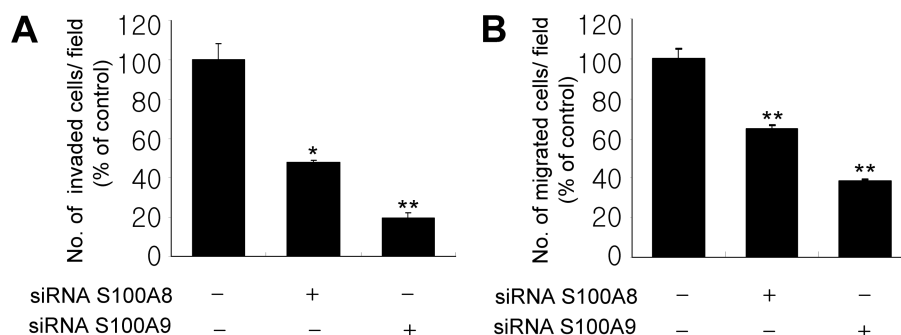 A
No. of invaded cells/ field
(% of control)
120
100
80
60
40
20
0
*
**
siRNA S100A8 – + –
siRNA S100A9 – – +
B
No. of migrated cells/ field
(% of control)
120
100
80
60
40
20
0
**
**
siRNA S100A8 – + –
siRNA S100A9 – – +